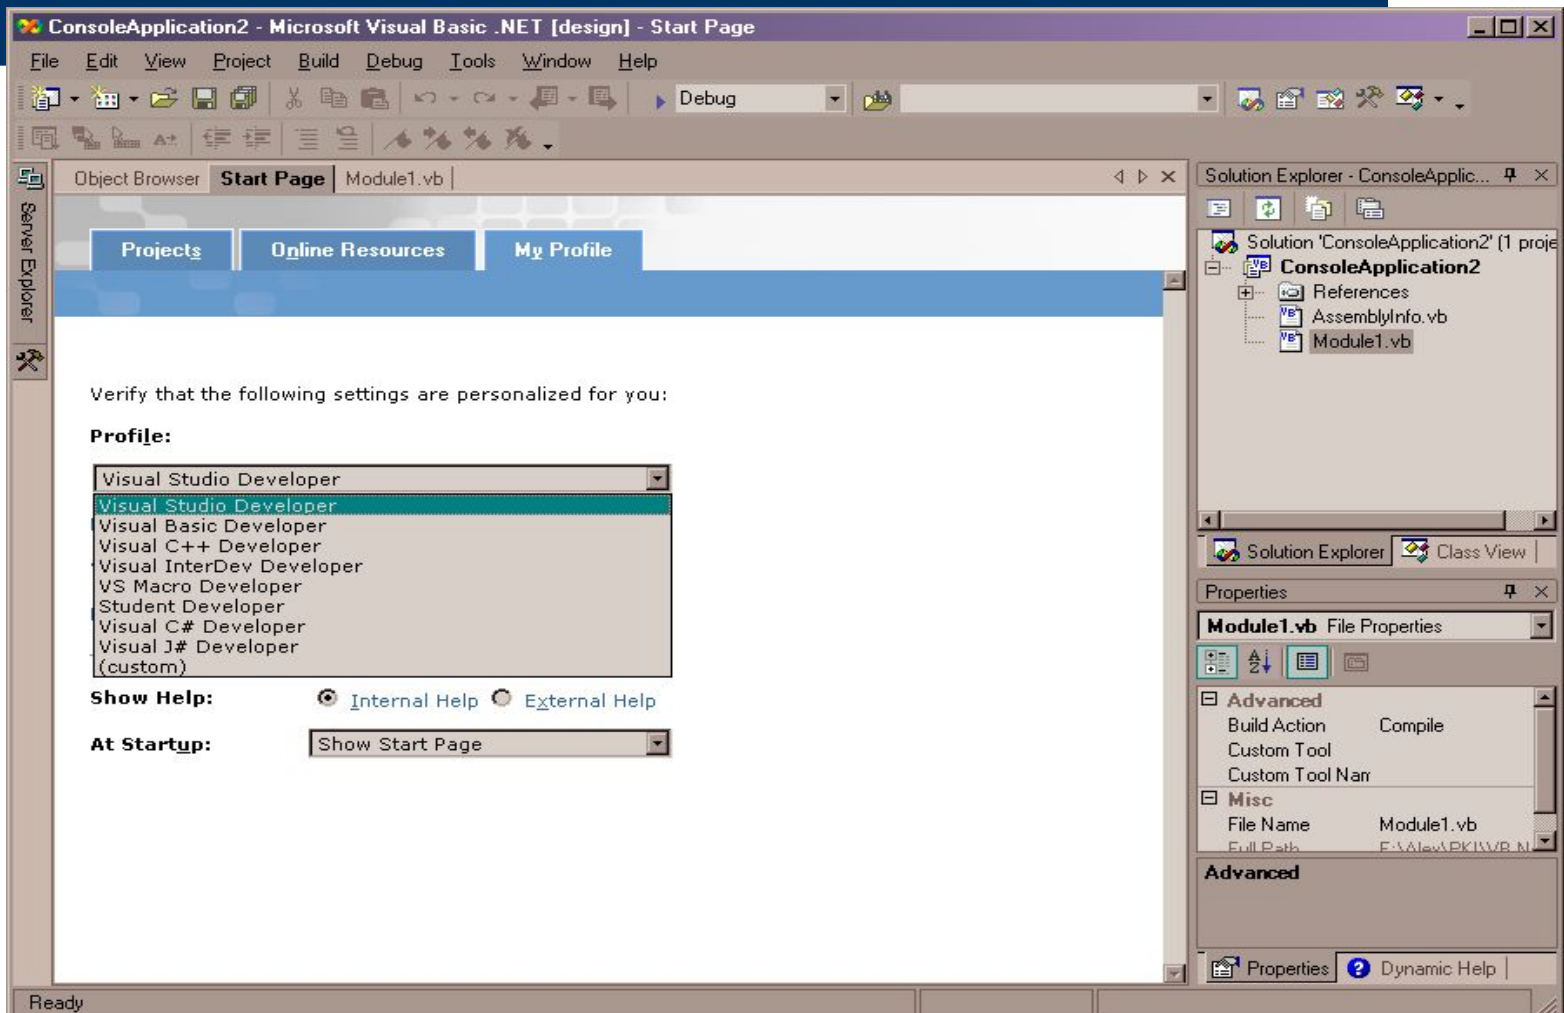 ConsoleApplication2 - Microsoft Visual Basic .NET [design] - Start Page
File Edit View Project Build Debug Tools Window Help
Debug
Server Explorer
Object Browser Start Page Module1.vb
Projects Online Resources My Profile
Verify that the following settings are personalized for you:
Profile:
Visual Studio Developer
Visual Studio Developer
Visual Basic Developer
Visual C++ Developer
Visual InterDev Developer
VS Macro Developer
Student Developer
Visual C# Developer
Visual J# Developer
(custom)
Show Help: Internal Help External Help
At Startup: Show Start Page
Solution Explorer - ConsoleApplic...
Solution 'ConsoleApplication2' (1 proje
ConsoleApplication2
References
AssemblyInfo.vb
Module1.vb
Solution Explorer Class View
Properties
Module1.vb File Properties
Advanced
Build Action Compile
Custom Tool
Custom Tool Nam
Misc
File Name Module1.vb
Full Path
Advanced
Properties Dynamic Help
Ready